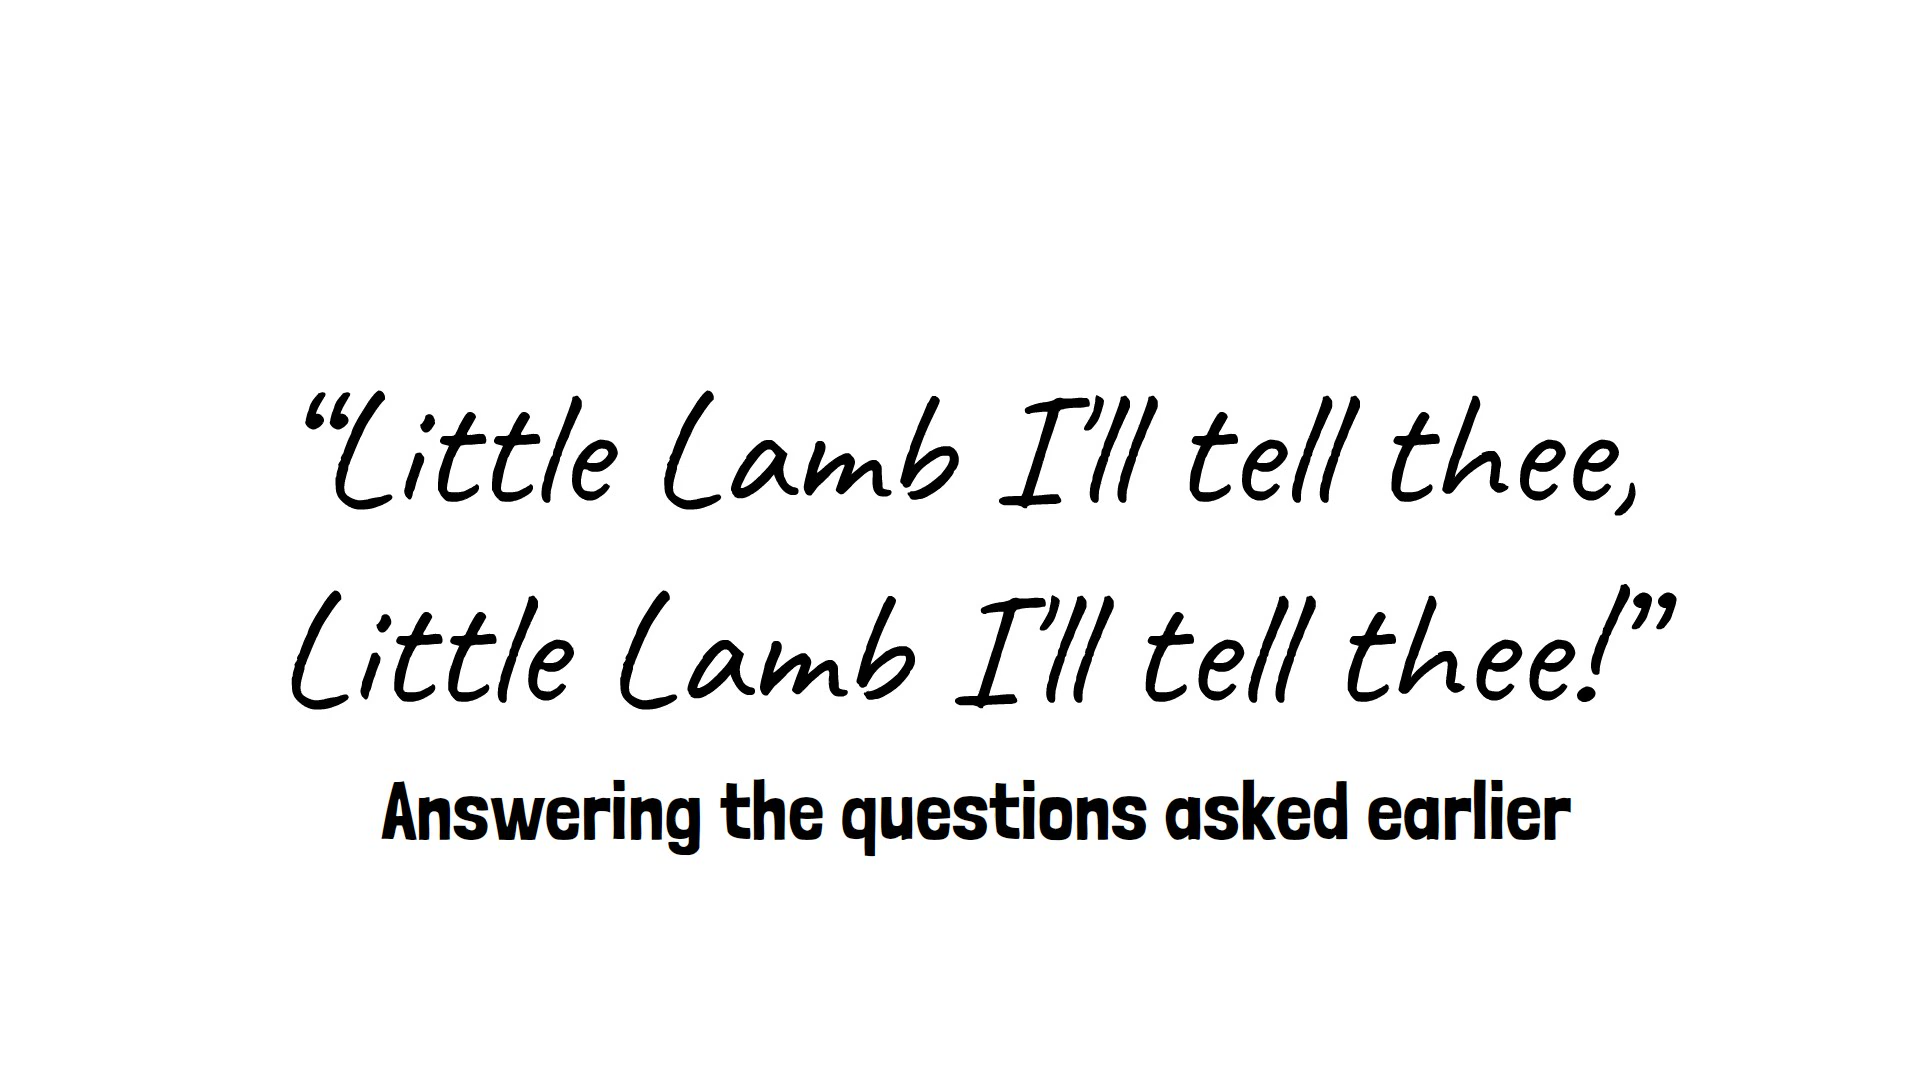 “Little Lamb I’ll tell thee,
Little Lamb I’ll tell thee!”
Answering the questions asked earlier